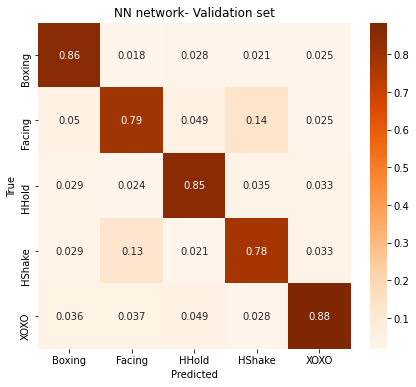 NN network- Validation set
True
Boxing 0.86 0.018 0.028 0.021 0.025
Facing 0.05 0.79 0.049 0.14 0.025
HHold 0.029 0.024 0.85 0.035 0.033
HShake 0.029 0.13 0.021 0.78 0.033
XOXO 0.036 0.037 0.049 0.028 0.88
Boxing Facing HHold HShake XOXO
Predicted
0.8
0.7
0.6
0.5
0.4
0.3
0.2
0.1